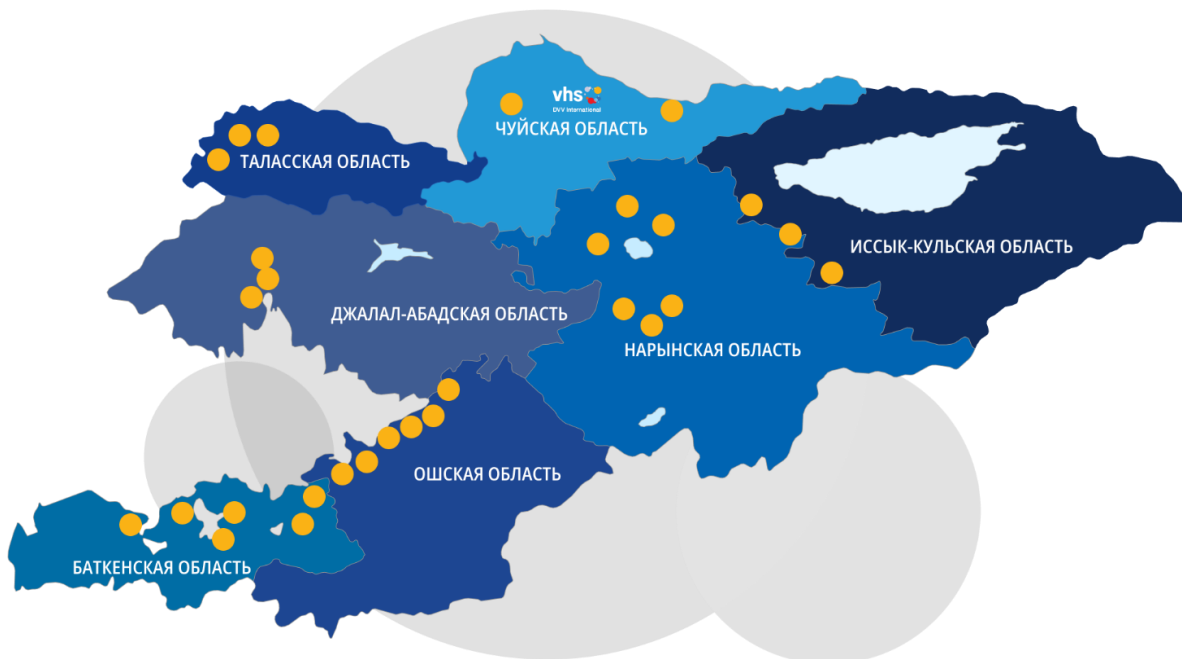 vhs
DVV International
ЧУЙСКАЯ ОБЛАСТЬ
ТАЛАССКАЯ ОБЛАСТЬ
ИССЫК-КУЛЬСКАЯ ОБЛАСТЬ
ДЖАЛАЛ-АБАДСКАЯ ОБЛАСТЬ
НАРЫНСКАЯ ОБЛАСТЬ
ОШСКАЯ ОБЛАСТЬ
БАТКЕНСКАЯ ОБЛАСТЬ